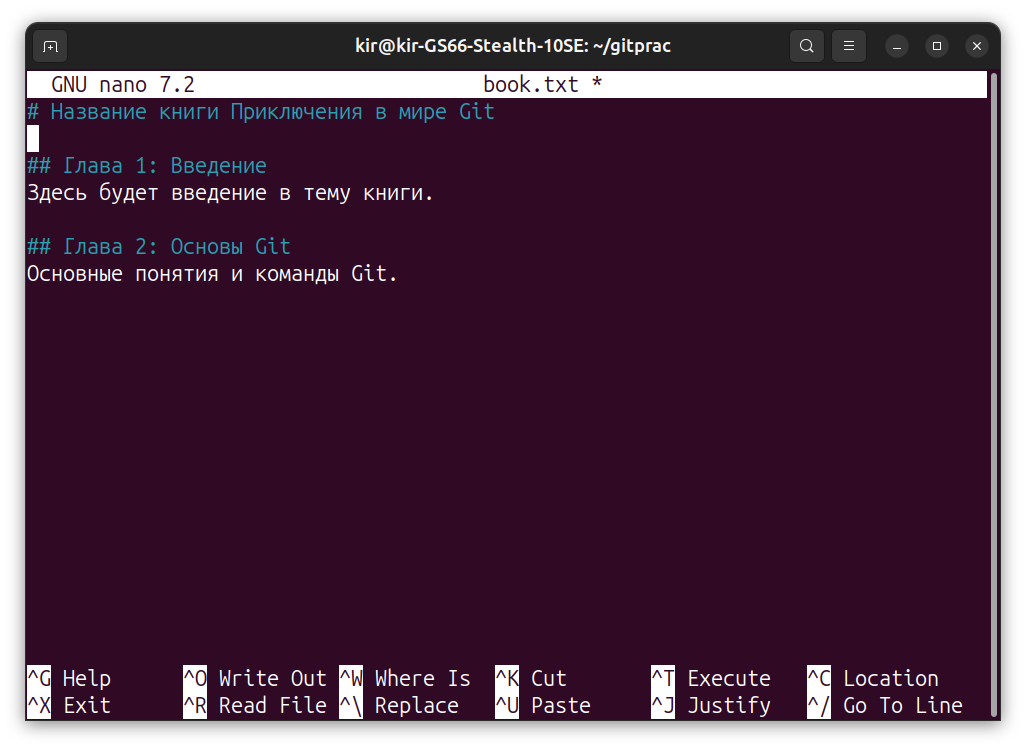 kir@kir-GS66-Stealth-10SE: ~/gitprac
GNU nano 7.2 book.txt *
# Название книги Приключения в мире Git
## Глава 1: Введение
Здесь будет введение в тему книги.
## Глава 2: Основы Git
Основные понятия и команды Git.
^G Help ^O Write Out ^W Where Is ^K Cut ^T Execute ^C Location
^X Exit ^R Read File ^\ Replace ^U Paste ^J Justify ^/ Go To Line